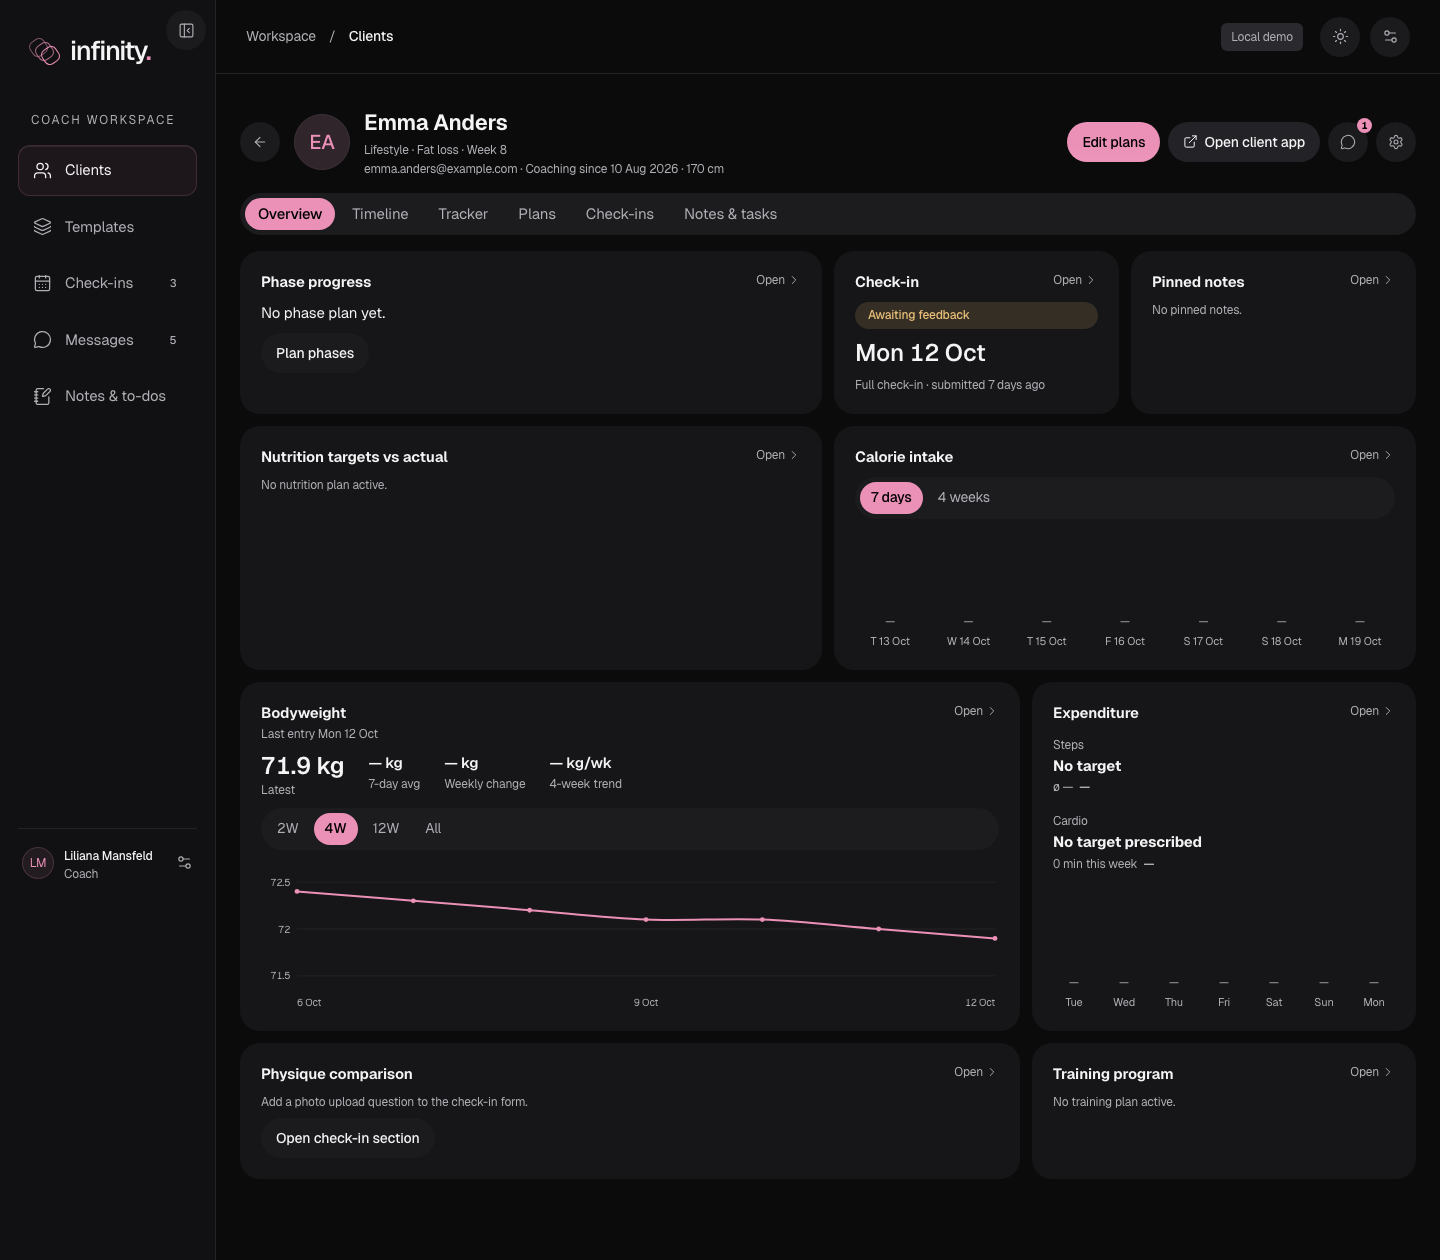 infinity.
COACH WORKSPACE
Clients
Templates
Check-ins 3
Messages 5
Notes & to-dos
LM
Liliana Mansfeld
Coach
Workspace / Clients
Local demo
EA
Emma Anders
Lifestyle · Fat loss · Week 8
emma.anders@example.com · Coaching since 10 Aug 2026 · 170 cm
Edit plans
Open client app
1
Overview Timeline Tracker Plans Check-ins Notes & tasks
Phase progress
Open
No phase plan yet.
Plan phases
Check-in
Open
Awaiting feedback
Mon 12 Oct
Full check-in · submitted 7 days ago
Pinned notes
Open
No pinned notes.
Nutrition targets vs actual
Open
No nutrition plan active.
Calorie intake
Open
7 days 4 weeks
— — — — — — —
T 13 Oct W 14 Oct T 15 Oct F 16 Oct S 17 Oct S 18 Oct M 19 Oct
Bodyweight
Open
Last entry Mon 12 Oct
71.9 kg — kg — kg — kg/wk
Latest 7-day avg Weekly change 4-week trend
2W 4W 12W All
72.5
72
71.5
6 Oct 9 Oct 12 Oct
Expenditure
Open
Steps
No target
ø — —
Cardio
No target prescribed
0 min this week —
— — — — — — —
Tue Wed Thu Fri Sat Sun Mon
Physique comparison
Open
Add a photo upload question to the check-in form.
Open check-in section
Training program
Open
No training plan active.